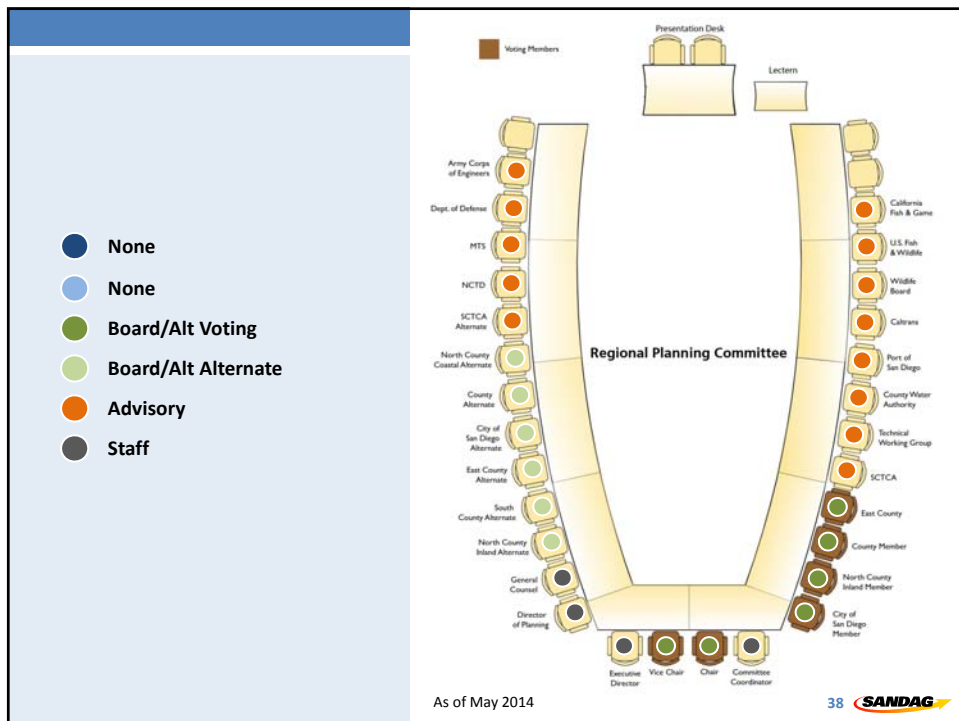 None
None
Board/Alt Voting
Board/Alt Alternate
Advisory
Staff
Voting Members
Presentation Desk
Lectern
Army Corps
of Engineers
Dept. of Defense
MTS
NCTD
SCTCA
Alternate
North County
Coastal Alternate
County
Alternate
City of
San Diego
Alternate
East County
Alternate
South
County Alternate
North County
Inland Alternate
General
Counsel
Director
of Planning
Regional Planning Committee
California
Fish & Game
U.S. Fish
& Wildlife
Wildlife
Board
Caltrans
Port of
San Diego
County Water
Authority
Technical
Working Group
SCTCA
East County
County Member
North County
Inland Member
City of
San Diego
Member
Executive
Director
Vice Chair
Chair
Committee
Coordinator
As of May 2014
38
SANDAG